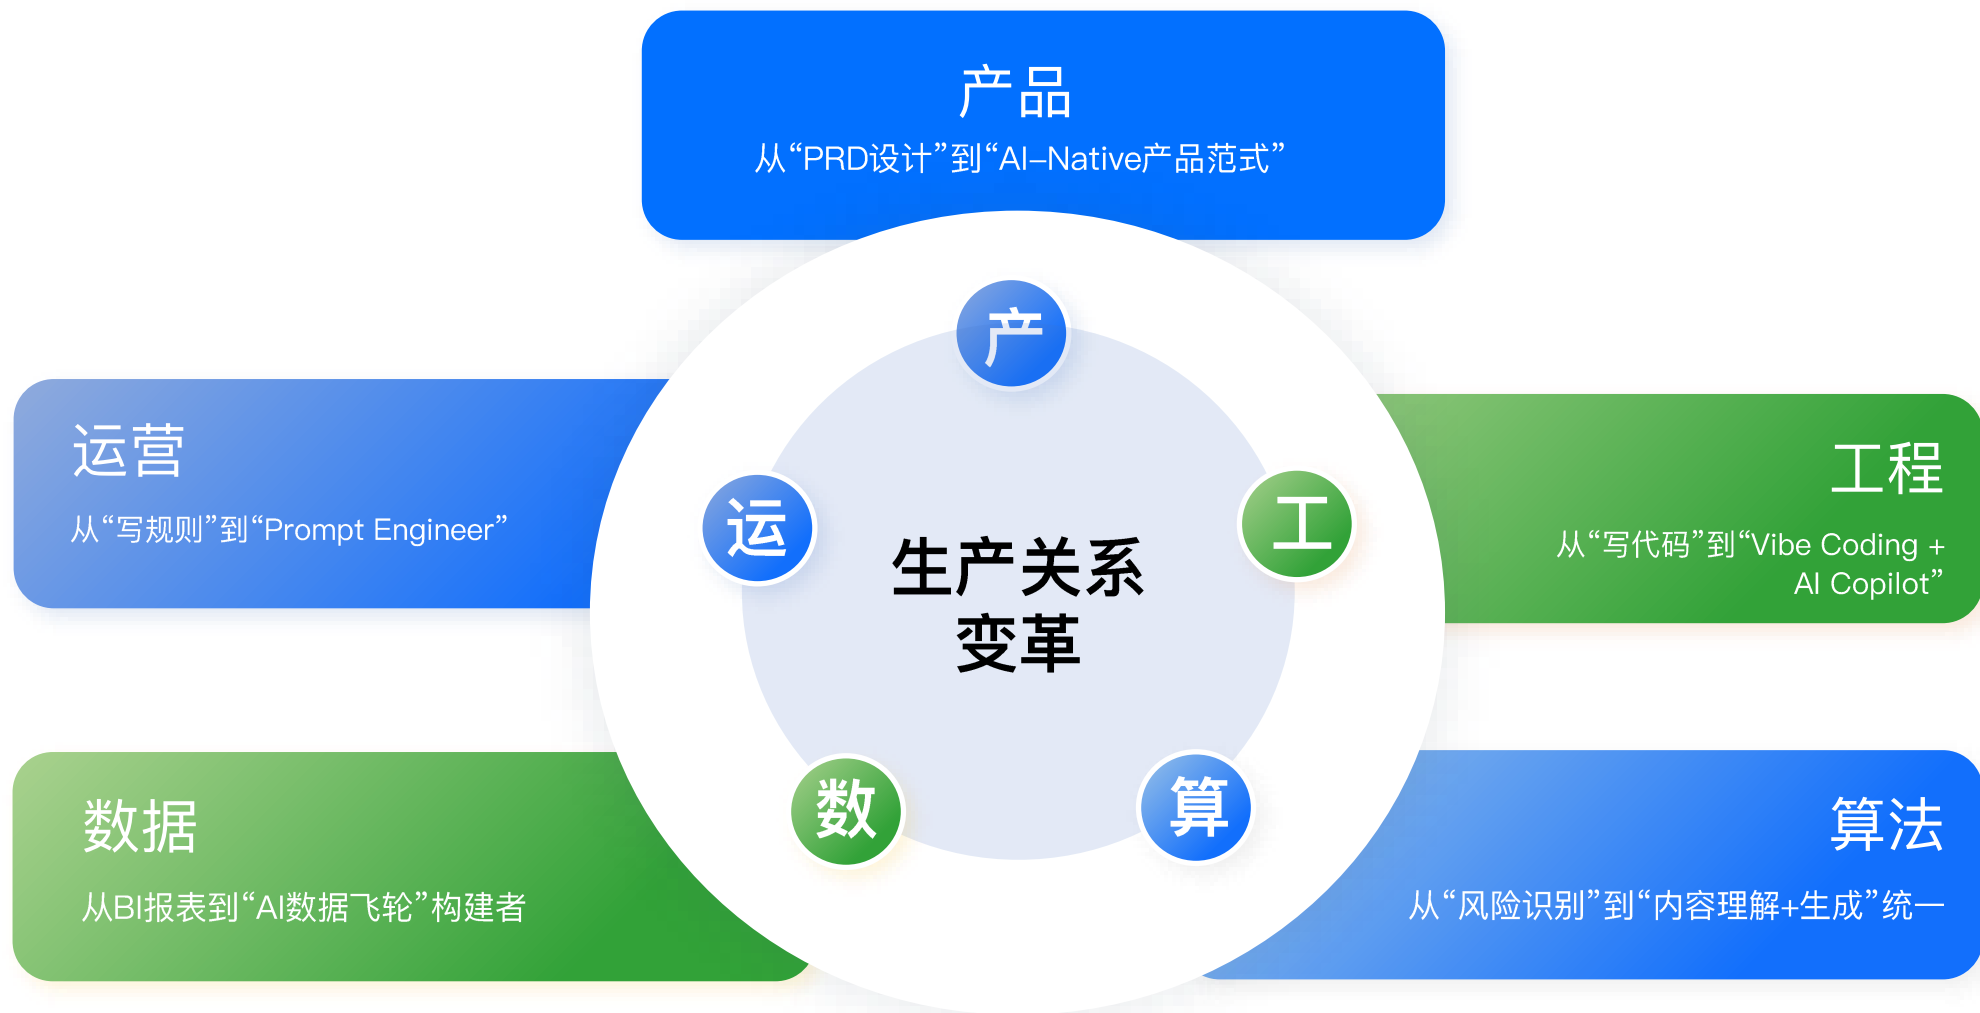 产品
从“PRD设计”到“AI-Native产品范式”
产
运营
从“写规则”到“Prompt Engineer”
运
工
工程
从“写代码”到“Vibe Coding +
AI Copilot”
生产关系
变革
数据
从BI报表到“AI数据飞轮”构建者
数
算
算法
从“风险识别”到“内容理解+生成”统一